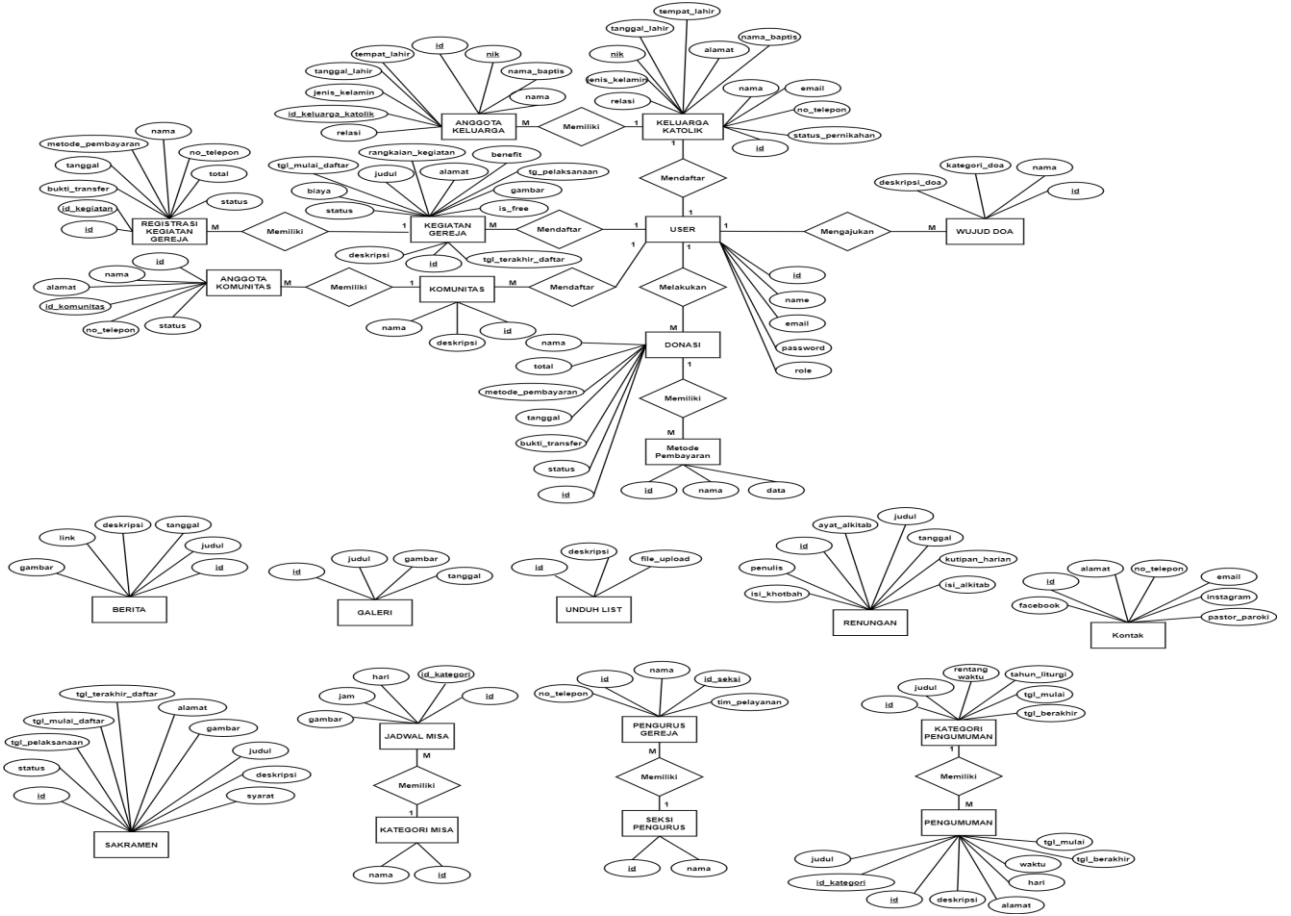 tempat_lahir
id
nik
tanggal_lahir
jenis_kelamin
nama_baptis
nama
id_keluarga_katolik
relasi
ANGGOTA
KELUARGA
M
Memiliki
1
tempat_lahir
tanggal_lahir
nama_baptis
alamat
nik
jenis_kelamin
relasi
nama
email
no_telepon
status_pernikahan
id
KELUARGA
KATOLIK
1
Mendaftar
1
nama
metode_pembayaran
no_telepon
tanggal
total
bukti_transfer
status
id_kegiatan
id
REGISTRASI
KEGIATAN
GEREJA
M
Memiliki
1
rangkaian_kegiatan
benefit
tgl_mulai_daftar
judul
alamat
tg_pelaksanaan
biaya
gambar
status
is_free
KEGIATAN
GEREJA
deskripsi
id
tgl_terakhir_daftar
M
Mendaftar
1
USER
1
Mengajukan
M
WUJUD DOA
kategori_doa
nama
deskripsi_doa
id
id
nama
alamat
id_komunitas
no_telepon
status
ANGGOTA
KOMUNITAS
M
Memiliki
1
KOMUNITAS
M
Mendaftar
1
nama
deskripsi
id
id
name
email
password
role
1
Melakukan
M
DONASI
nama
total
metode_pembayaran
tanggal
bukti_transfer
status
id
1
Memiliki
M
Metode
Pembayaran
id
nama
data
deskripsi
tanggal
link
judul
gambar
id
BERITA
judul
gambar
id
tanggal
GALERI
deskripsi
file_upload
id
UNDUH LIST
judul
ayat_alkitab
tanggal
id
kutipan_harian
penulis
isi_alkitab
isi_khotbah
RENUNGAN
alamat
no_telepon
id
email
facebook
instagram
pastor_paroki
Kontak
tgl_terakhir_daftar
alamat
tgl_mulai_daftar
gambar
tgl_pelaksanaan
judul
status
deskripsi
id
syarat
SAKRAMEN
hari
id_kategori
jam
id
gambar
JADWAL MISA
M
Memiliki
1
KATEGORI MISA
nama
id
nama
id
id_seksi
no_telepon
tim_pelayanan
PENGURUS
GEREJA
M
Memiliki
1
SEKSI
PENGURUS
id
nama
rentang
waktu
tahun_liturgi
judul
tgl_mulai
id
tgl_berakhir
KATEGORI
PENGUMUMAN
1
Memiliki
M
PENGUMUMAN
judul
id_kategori
id
deskripsi
alamat
hari
waktu
tgl_mulai
tgl_berakhir